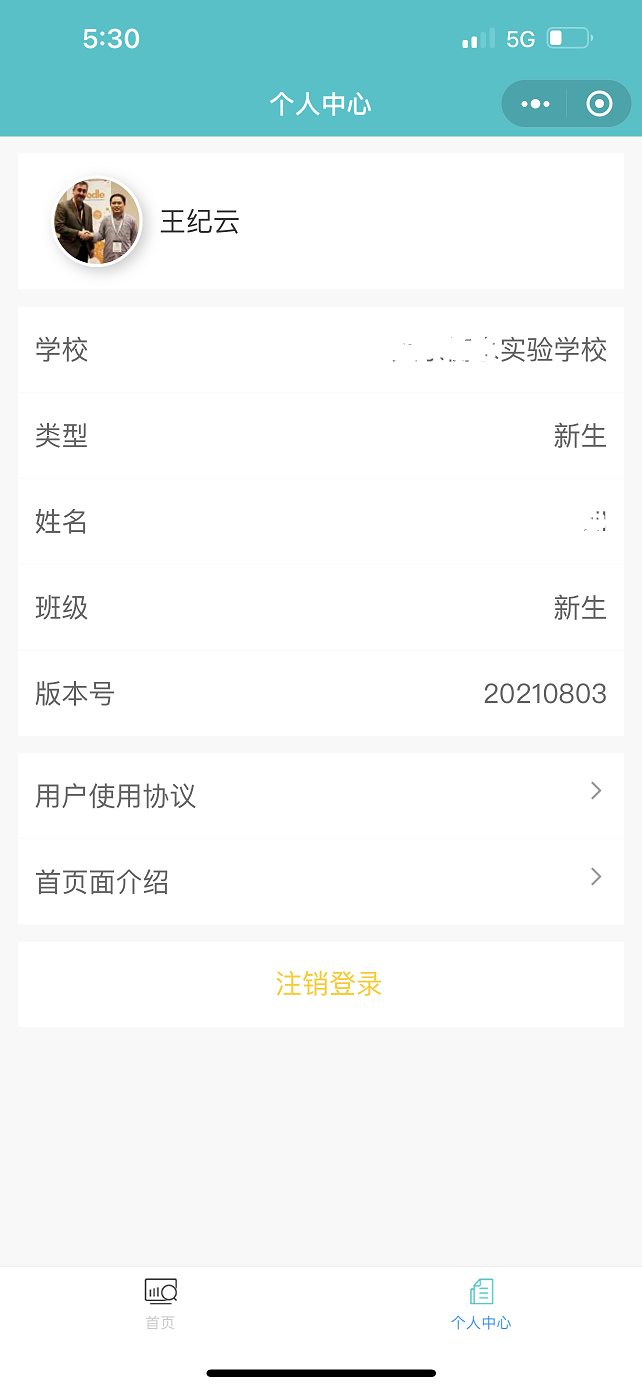 5:30
5G
个人中心
王纪云
学校
实验学校
类型
新生
姓名
班级
新生
版本号
20210803
用户使用协议
首页面介绍
注销登录
首页
个人中心